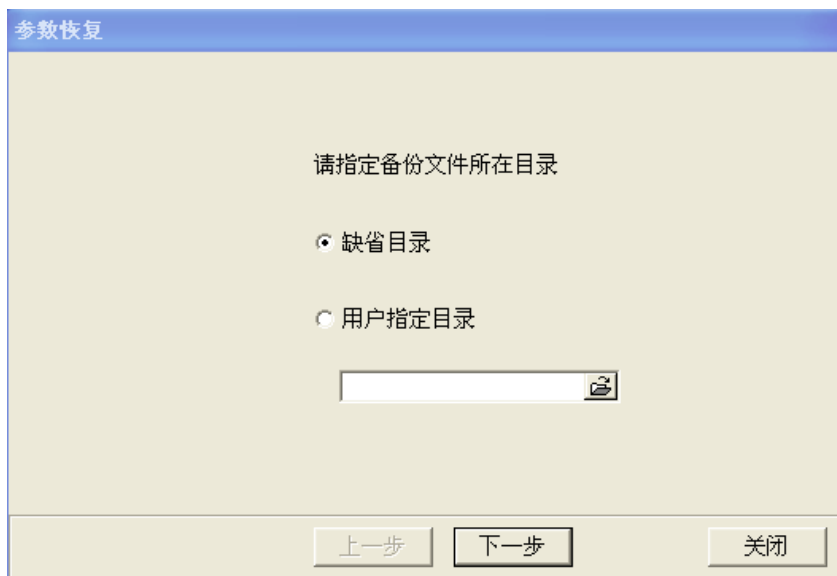 参数恢复
请指定备份文件所在目录
缺省目录
用户指定目录
上一步
下一步
关闭